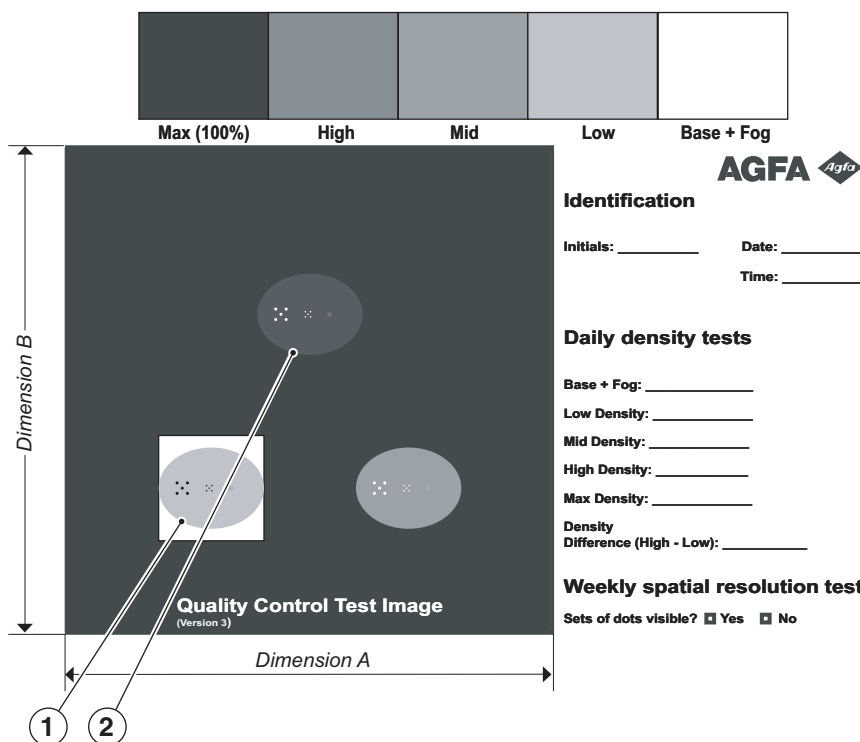 Max (100%) High Mid Low Base + Fog
AGFA Agfa
Identification
Initials: Date:
Time:
Daily density tests
Base + Fog:
Low Density:
Mid Density:
High Density:
Max Density:
Density
Difference (High - Low):
Weekly spatial resolution test
Sets of dots visible? Yes No
Dimension B
Quality Control Test Image
(Version 3)
Dimension A
1 2